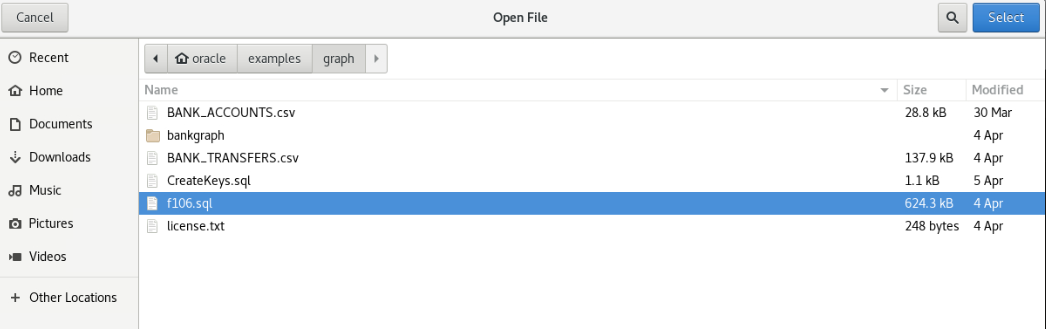 Cancel Open File Select
Recent
Home
Documents
Downloads
Music
Pictures
Videos
Other Locations
oracle examples graph
Name Size Modified
BANK_ACCOUNTS.csv 28.8 kB 30 Mar
bankgraph 4 Apr
BANK_TRANSFERS.csv 137.9 kB 4 Apr
CreateKeys.sql 1.1 kB 5 Apr
f106.sql 624.3 kB 4 Apr
license.txt 248 bytes 4 Apr